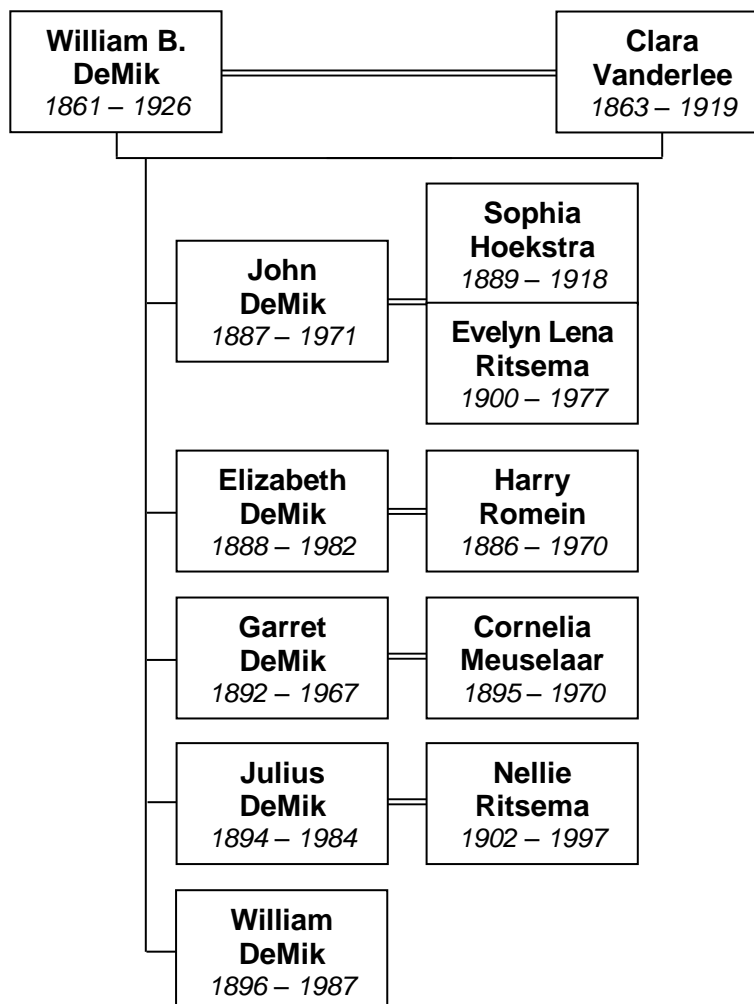 William B.
DeMik
1861 – 1926
Clara
Vanderlee
1863 – 1919
John
DeMik
1887 – 1971
Sophia
Hoekstra
1889 – 1918
Evelyn Lena
Ritsema
1900 – 1977
Elizabeth
DeMik
1888 – 1982
Harry
Romein
1886 – 1970
Garret
DeMik
1892 – 1967
Cornelia
Meuselaar
1895 – 1970
Julius
DeMik
1894 – 1984
Nellie
Ritsema
1902 – 1997
William
DeMik
1896 – 1987